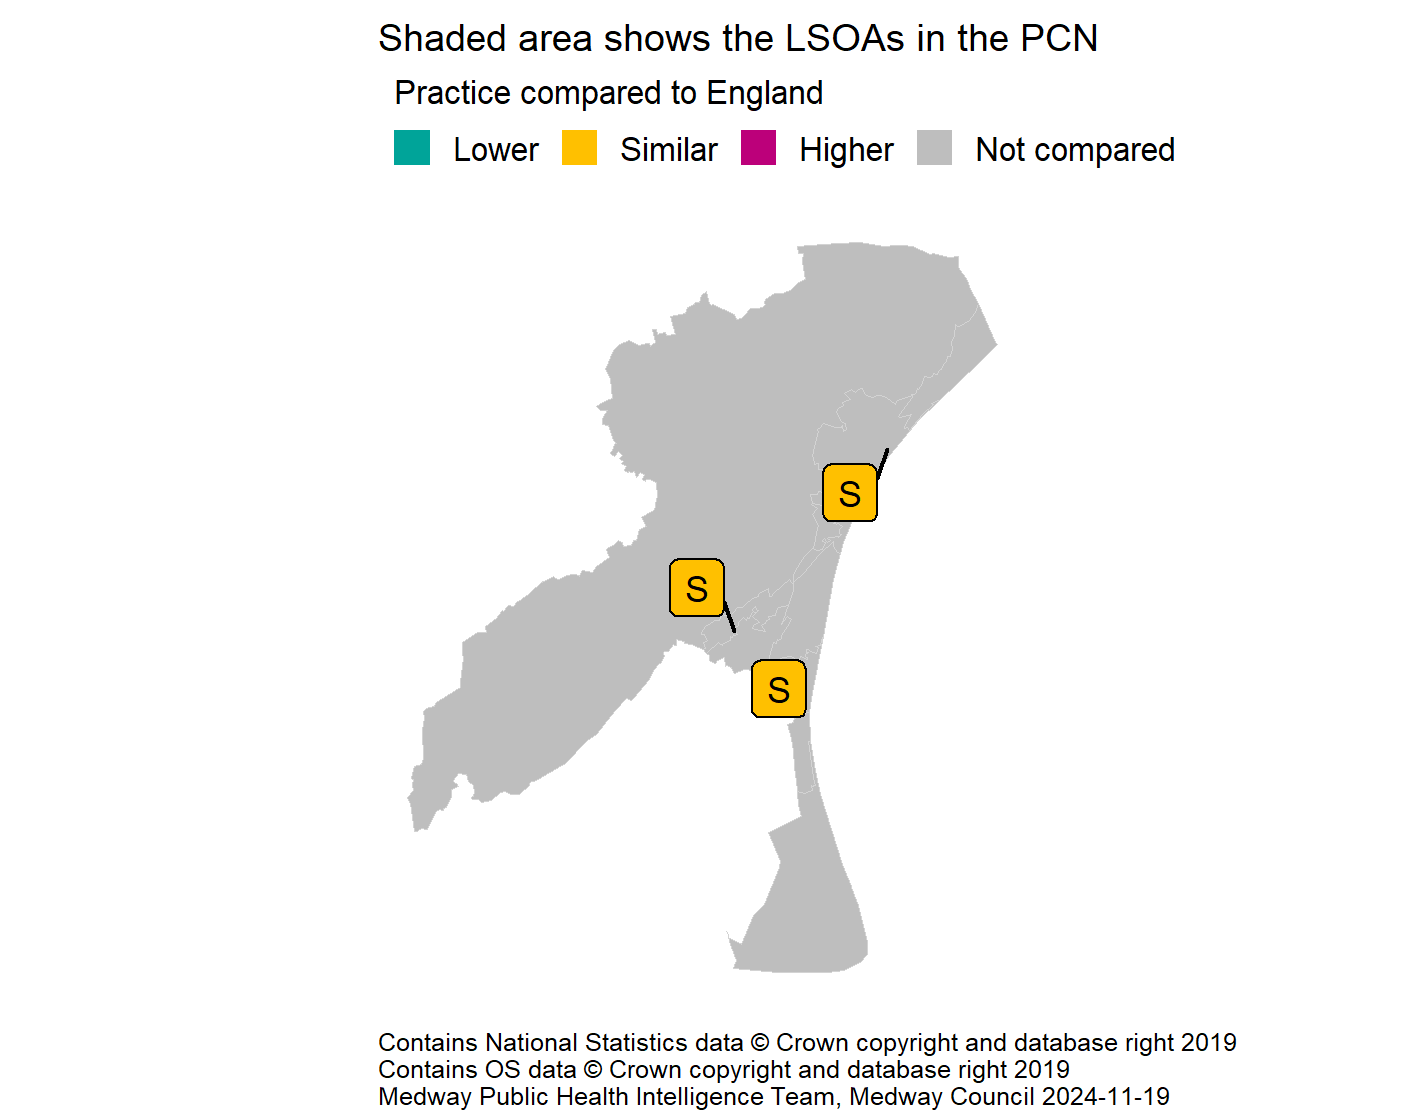 Shaded area shows the LSOAs in the PCN
Practice compared to England
Lower Similar Higher Not compared
S
S
S
Contains National Statistics data © Crown copyright and database right 2019
Contains OS data © Crown copyright and database right 2019
Medway Public Health Intelligence Team, Medway Council 2024-11-19